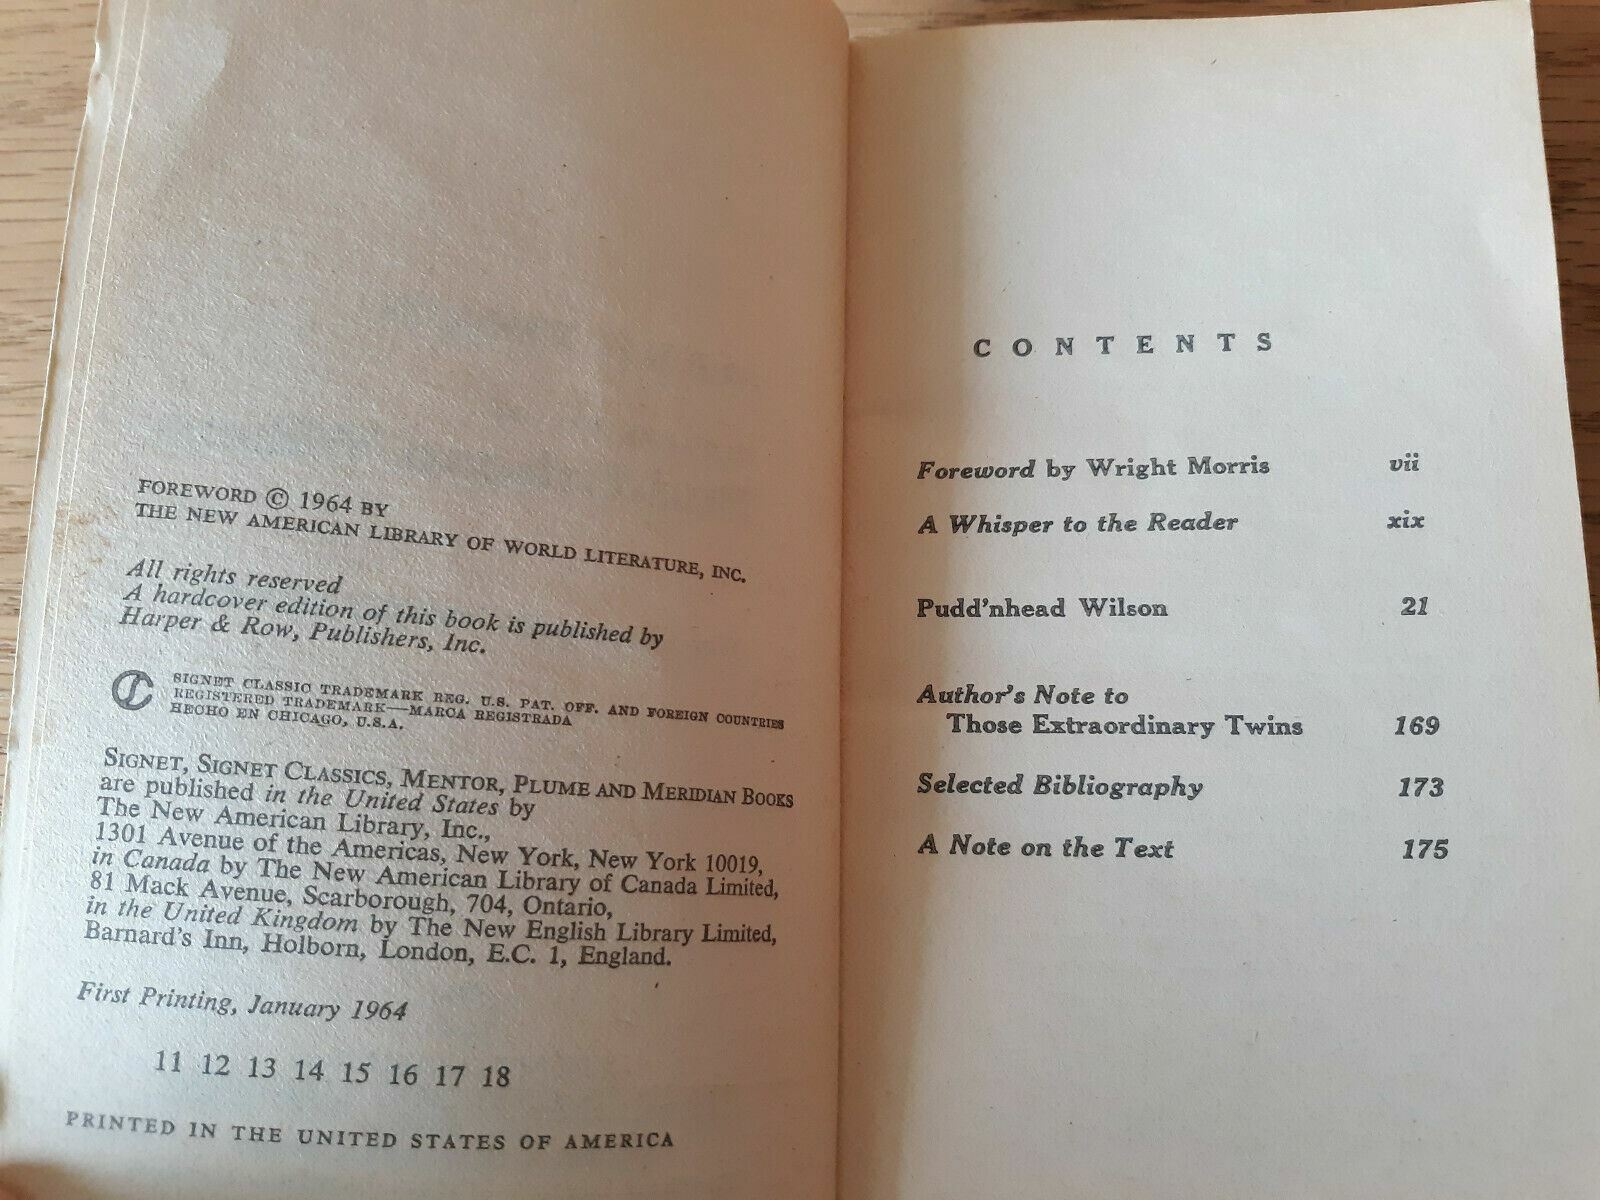 FOREWORD © 1964 BY
THE NEW AMERICAN LIBRARY OF WORLD LITERATURE, INC.
All rights reserved
A hardcover edition of this book is published by
Harper & Row, Publishers, Inc.
SIGNET CLASSIC TRADEMARK REG. U.S. PAT. OFF. AND FOREIGN COUNTRIES
REGISTERED TRADEMARK—MARCA REGISTRADA
HECHO EN CHICAGO, U.S.A.
SIGNET, SIGNET CLASSICS, MENTOR, PLUME AND MERIDIAN BOOKS
are published in the United States by
The New American Library, Inc.,
1301 Avenue of the Americas, New York, New York 10019,
in Canada by The New American Library of Canada Limited,
81 Mack Avenue, Scarborough, 704, Ontario,
in the United Kingdom by The New English Library Limited,
Barnard's Inn, Holborn, London, E.C. 1, England.
First Printing, January 1964
11 12 13 14 15 16 17 18
PRINTED IN THE UNITED STATES OF AMERICA
CONTENTS
Foreword by Wright Morris vii
A Whisper to the Reader xix
Pudd'nhead Wilson 21
Author's Note to
Those Extraordinary Twins 169
Selected Bibliography 173
A Note on the Text 175